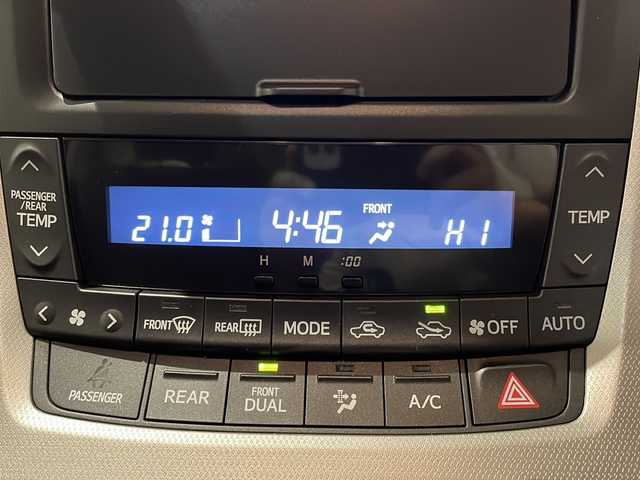 PASSENGER
/REAR
TEMP
21.0 4:46 FRONT HI
H M :00
TEMP
FRONT REAR MODE OFF AUTO
PASSENGER REAR FRONT
DUAL A/C